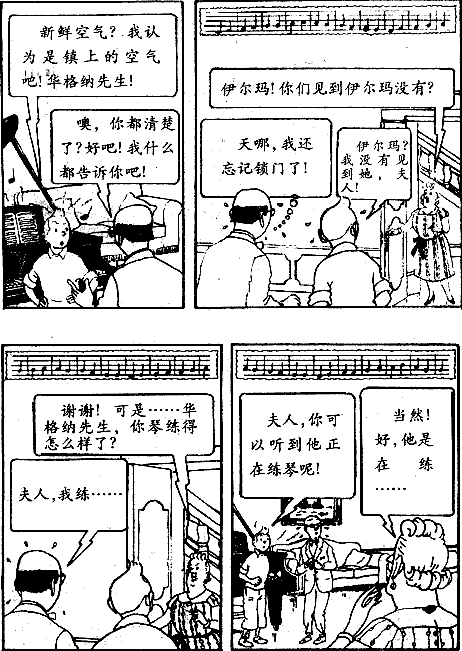 新鲜空气？我认
为是镇上的空气
吧！华格纳先生！
噢，你都清楚
了？好吧！我什么
都告诉你吧！
伊尔玛！你们见到伊尔玛没有？
天哪，我还
忘记锁门了！
伊尔玛？
我没有见
到她，夫
人！
谢谢！可是……华
格纳先生，你琴练得
怎么样了？
夫人，我练……
夫人，你可
以听到他正
在练琴呢！
当然！
好，他是
在练
……